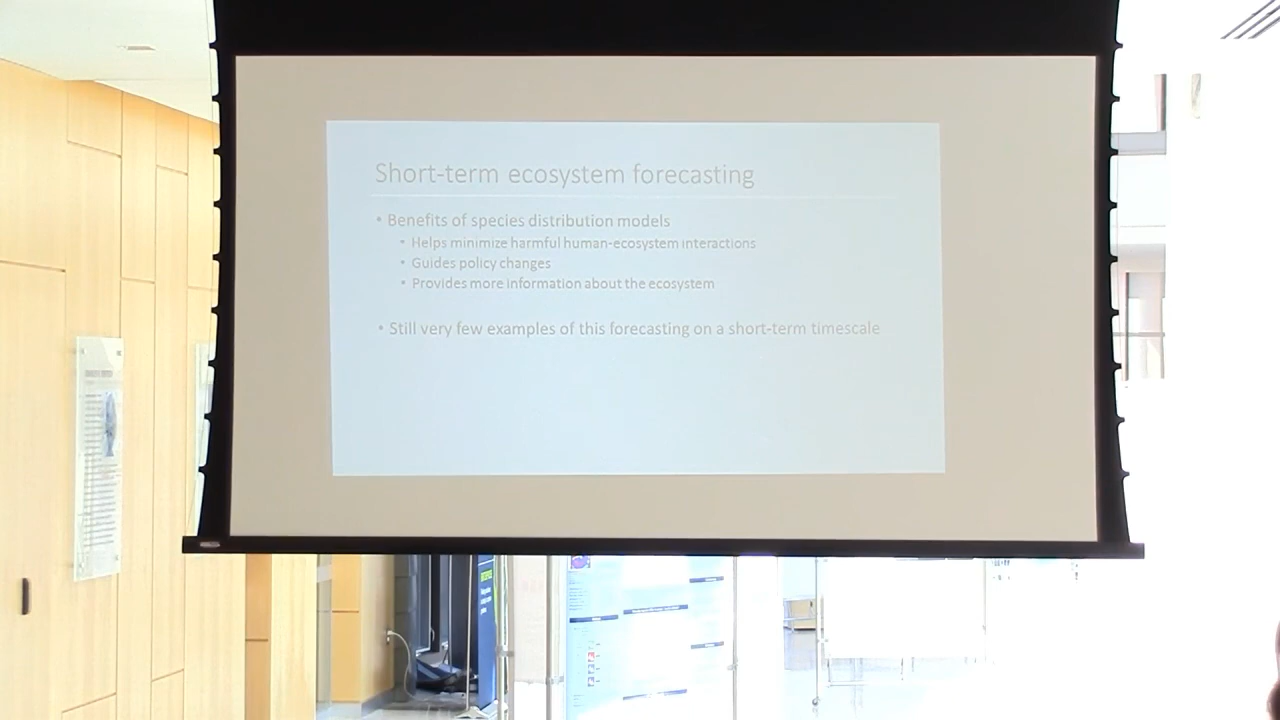 Short-term ecosystem forecasting
• Benefits of species distribution models
• Helps minimize harmful human-ecosystem interactions
• Guides policy changes
• Provides more information about the ecosystem
• Still very few examples of this forecasting on a short-term timescale